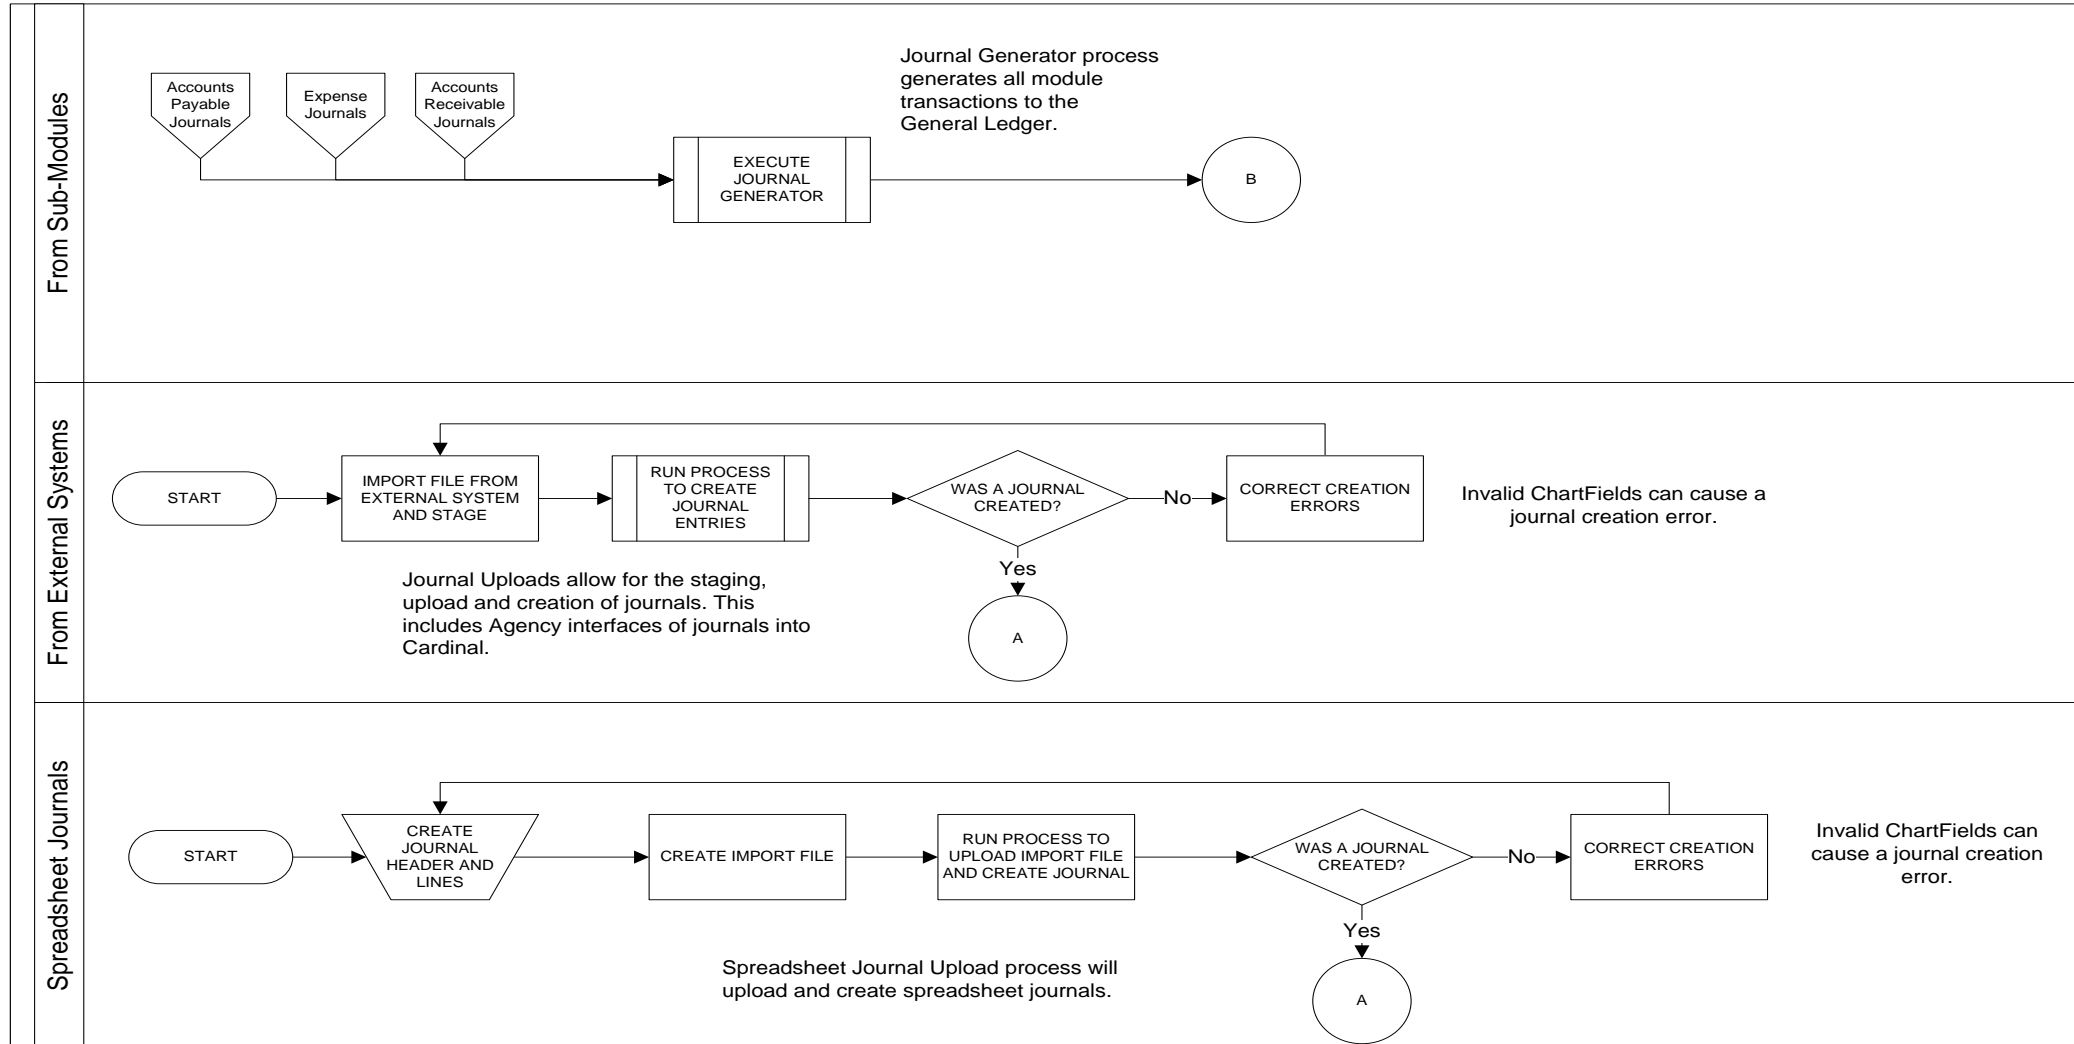 From Sub-Modules
Accounts
Payable
Journals
Expense
Journals
Accounts
Receivable
Journals
EXECUTE
JOURNAL
GENERATOR
Journal Generator process
generates all module
transactions to the
General Ledger.
B
From External Systems
START
IMPORT FILE FROM
EXTERNAL SYSTEM
AND STAGE
RUN PROCESS
TO CREATE
JOURNAL
ENTRIES
WAS A JOURNAL
CREATED?
No
CORRECT CREATION
ERRORS
Invalid ChartFields can cause a
journal creation error.
Yes
A
Journal Uploads allow for the staging,
upload and creation of journals. This
includes Agency interfaces of journals into
Cardinal.
Spreadsheet Journals
START
CREATE
JOURNAL
HEADER AND
LINES
CREATE IMPORT FILE
RUN PROCESS TO
UPLOAD IMPORT FILE
AND CREATE JOURNAL
WAS A JOURNAL
CREATED?
No
CORRECT CREATION
ERRORS
Invalid ChartFields can
cause a journal creation
error.
Yes
A
Spreadsheet Journal Upload process will
upload and create spreadsheet journals.